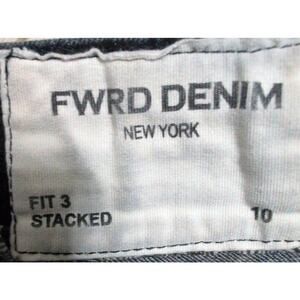 FWRD DENIM
NEW YORK
FIT 3
STACKED 10